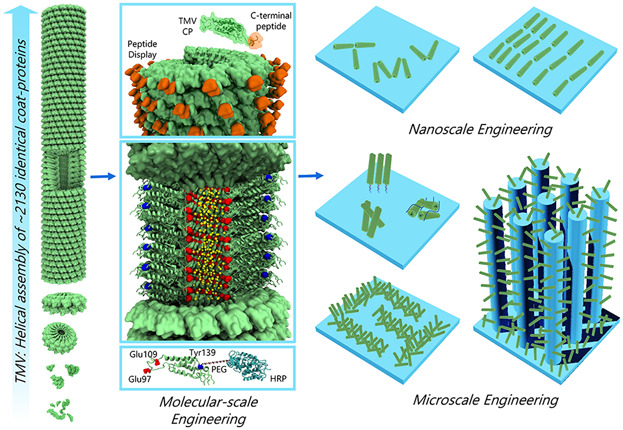 TMV: Helical assembly of ~2130 identical coat-proteins
TMV
CP
C-terminal
peptide
Peptide
Display
Glu109
Glu97
Tyr139
PEG
HRP
Molecular-scale
Engineering
Nanoscale Engineering
Microscale Engineering